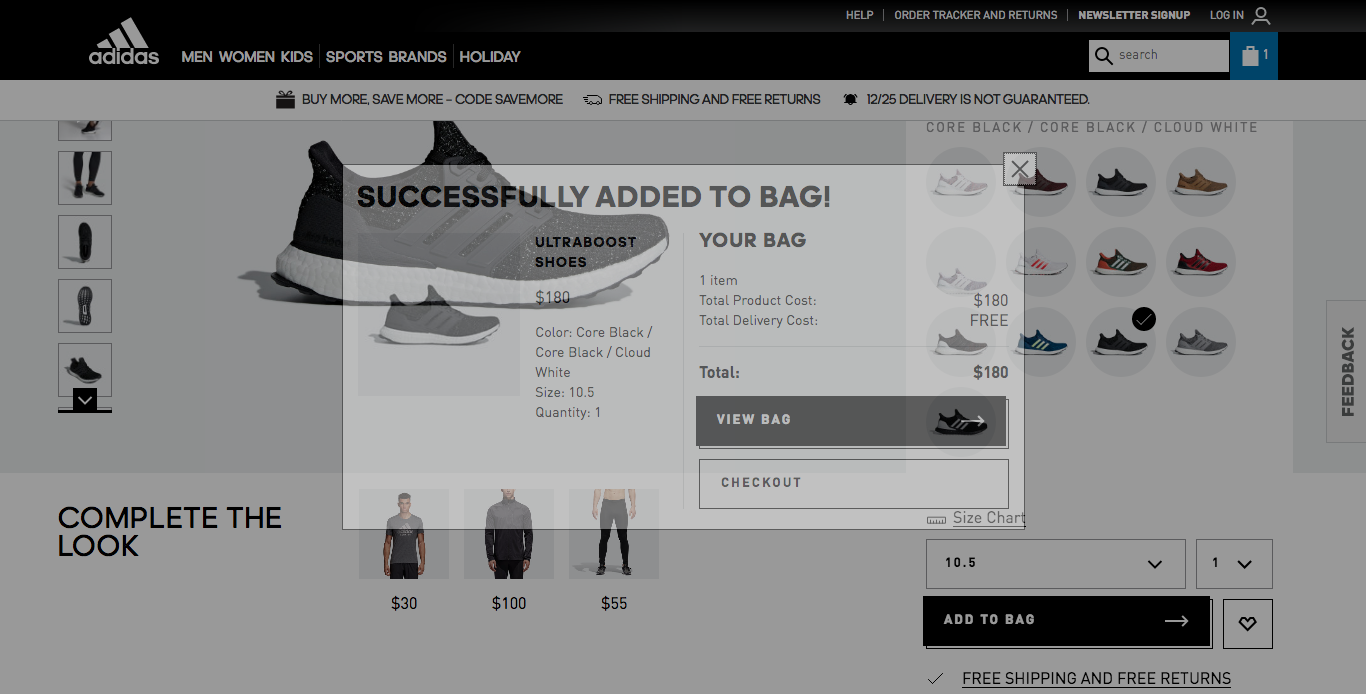 HELP
ORDER TRACKER AND RETURNS
NEWSLETTER SIGNUP
LOG IN
adidas
MEN WOMEN KIDS SPORTS BRANDS HOLIDAY
search
1
BUY MORE, SAVE MORE – CODE SAVEMORE
FREE SHIPPING AND FREE RETURNS
12/25 DELIVERY IS NOT GUARANTEED.
CORE BLACK / CORE BLACK / CLOUD WHITE
SUCCESSFULLY ADDED TO BAG!
ULTRABOOST
SHOES
$180
Color: Core Black /
Core Black / Cloud
White
Size: 10.5
Quantity: 1
YOUR BAG
1 item
Total Product Cost: $180
Total Delivery Cost: FREE
Total: $180
VIEW BAG
CHECKOUT
FEEDBACK
COMPLETE THE
LOOK
$30
$100
$55
Size Chart
10.5
1
ADD TO BAG
FREE SHIPPING AND FREE RETURNS